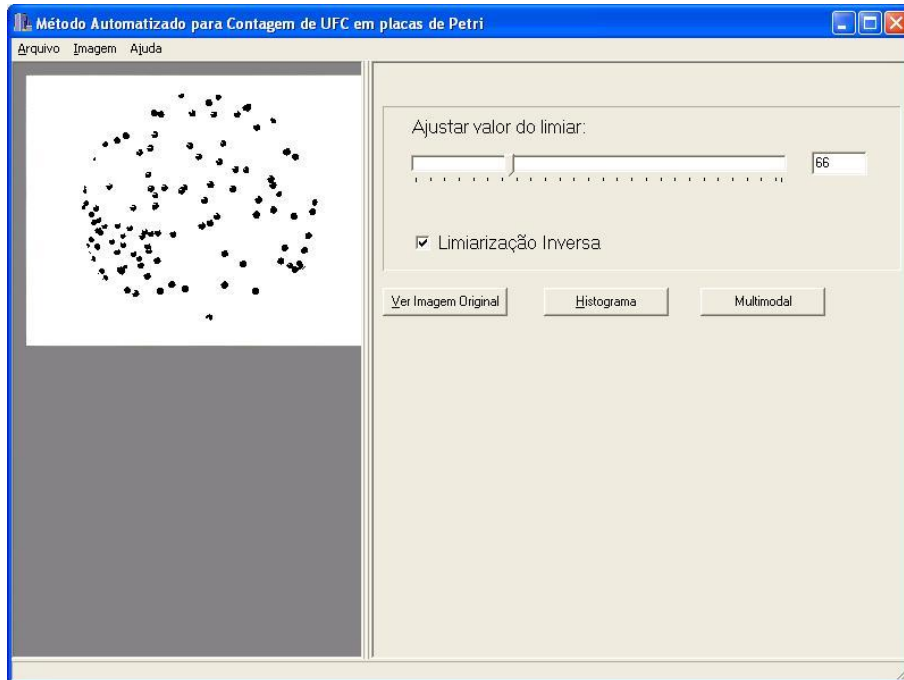 Método Automatizado para Contagem de UFC em placas de Petri
Arquivo Imagem Ajuda
Ajustar valor do limiar:
66
Limiarização Inversa
Ver Imagem Original Histograma Multimodal